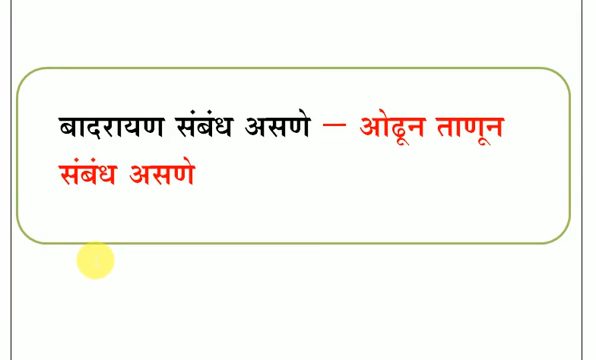 बादरायण संबंध असणे – ओढून ताणून
संबंध असणे